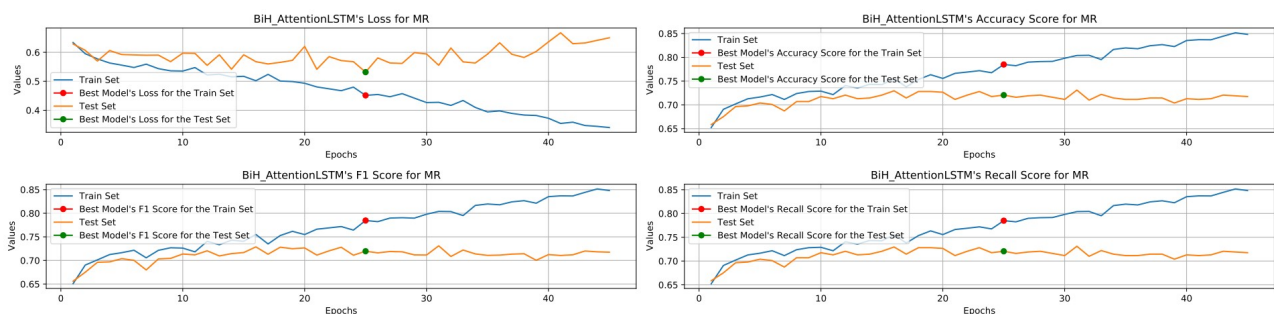 BiH_AttentionLSTM's Loss for MR
Values
0.6
0.5
0.4
Train Set
Best Model's Loss for the Train Set
Test Set
Best Model's Loss for the Test Set
0 10 20 30 40
Epochs
BiH_AttentionLSTM's Accuracy Score for MR
Values
0.85
0.80
0.75
0.70
0.65
Train Set
Best Model's Accuracy Score for the Train Set
Test Set
Best Model's Accuracy Score for the Test Set
0 10 20 30 40
Epochs
BiH_AttentionLSTM's F1 Score for MR
Values
0.85
0.80
0.75
0.70
0.65
Train Set
Best Model's F1 Score for the Train Set
Test Set
Best Model's F1 Score for the Test Set
0 10 20 30 40
Epochs
BiH_AttentionLSTM's Recall Score for MR
Values
0.85
0.80
0.75
0.70
0.65
Train Set
Best Model's Recall Score for the Train Set
Test Set
Best Model's Recall Score for the Test Set
0 10 20 30 40
Epochs